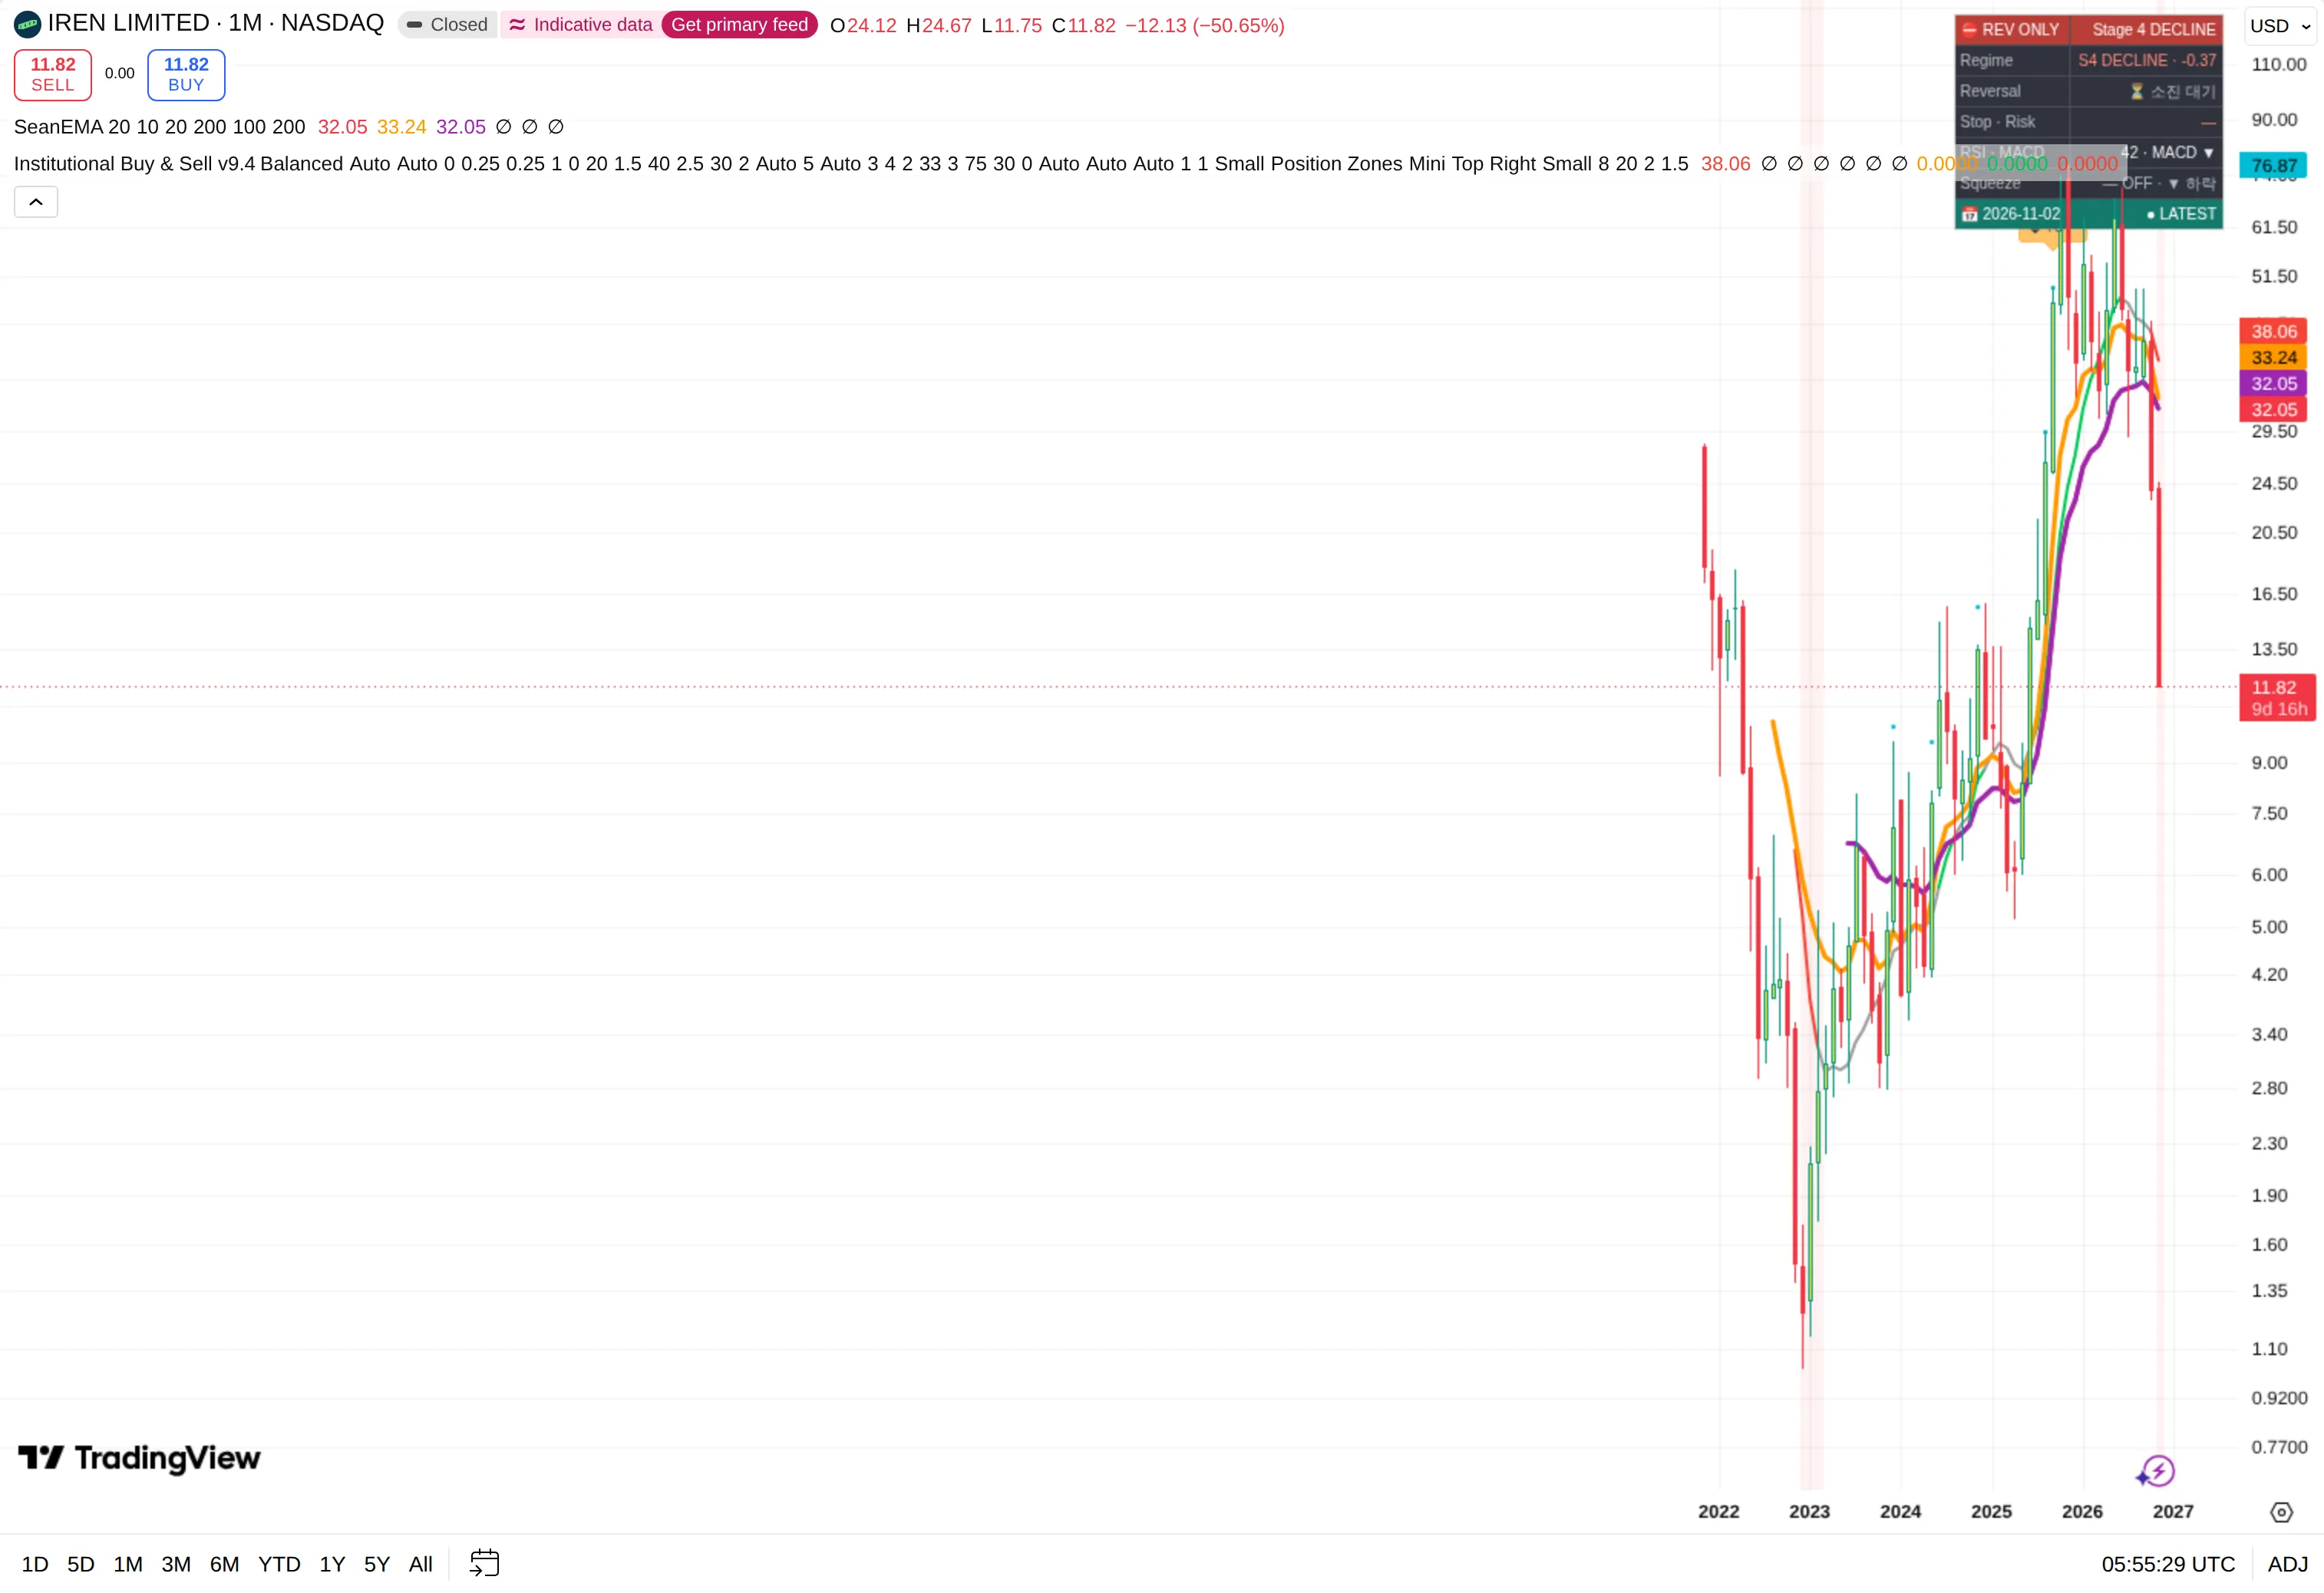 IREN LIMITED · 1M · NASDAQ
Closed
Indicative data
Get primary feed
O24.12 H24.67 L11.75 C11.82 −12.13 (−50.65%)
11.82
SELL
0.00
11.82
BUY
SeanEMA 20 10 20 200 100 200 32.05 33.24 32.05 ∅ ∅ ∅
Institutional Buy & Sell v9.4 Balanced Auto Auto 0 0.25 0.25 1 0 20 1.5 40 2.5 30 2 Auto 5 Auto 3 4 2 33 3 75 30 0 Auto Auto Auto 1 1 Small Position Zones Mini Top Right Small 8 20 2 1.5 38.06 ∅ ∅ ∅ ∅ ∅ ∅ 0.0000 0.0000 0.0000
REV ONLY Stage 4 DECLINE
Regime S4 DECLINE · -0.37
Reversal ⏳ 소진 대기
Stop · Risk —
RSI · MACD 42 · MACD ▼
Squeeze — OFF · ▼ 하락
2026-11-02 ● LATEST
USD
110.00
90.00
76.87
61.50
51.50
38.06
33.24
32.05
32.05
29.50
24.50
20.50
16.50
13.50
11.82
9d 16h
9.00
7.50
6.00
5.00
4.20
3.40
2.80
2.30
1.90
1.60
1.35
1.10
0.9200
0.7700
TradingView
2022 2023 2024 2025 2026 2027
1D 5D 1M 3M 6M YTD 1Y 5Y All
05:55:29 UTC
ADJ